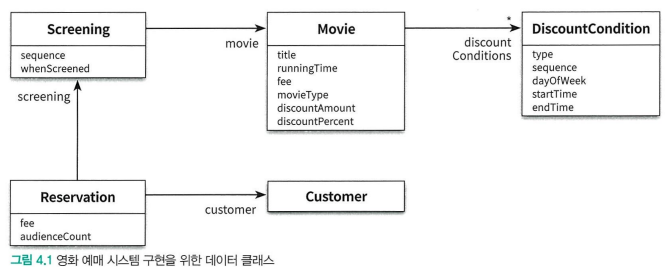 Screening
sequence
whenScreened
movie
Movie
title
runningTime
fee
movieType
discountAmount
discountPercent
*
discount
Conditions
DiscountCondition
type
sequence
dayOfWeek
startTime
endTime
screening
Reservation
fee
audienceCount
customer
Customer
그림 4.1 영화 예매 시스템 구현을 위한 데이터 클래스